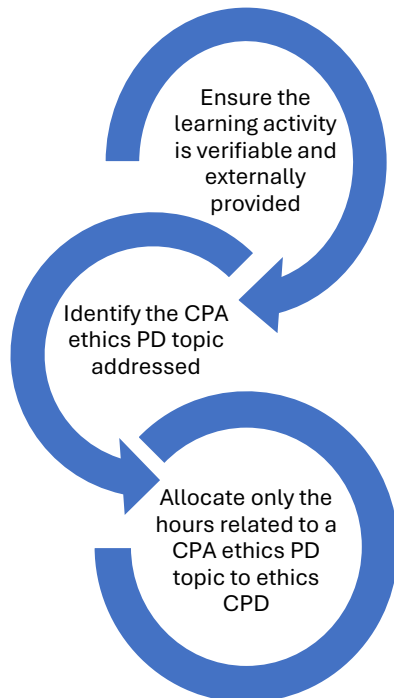 Ensure the
learning activity
is verifiable and
externally
provided
Identify the CPA
ethics PD topic
addressed
Allocate only the
hours related to a
CPA ethics PD
topic to ethics
CPD